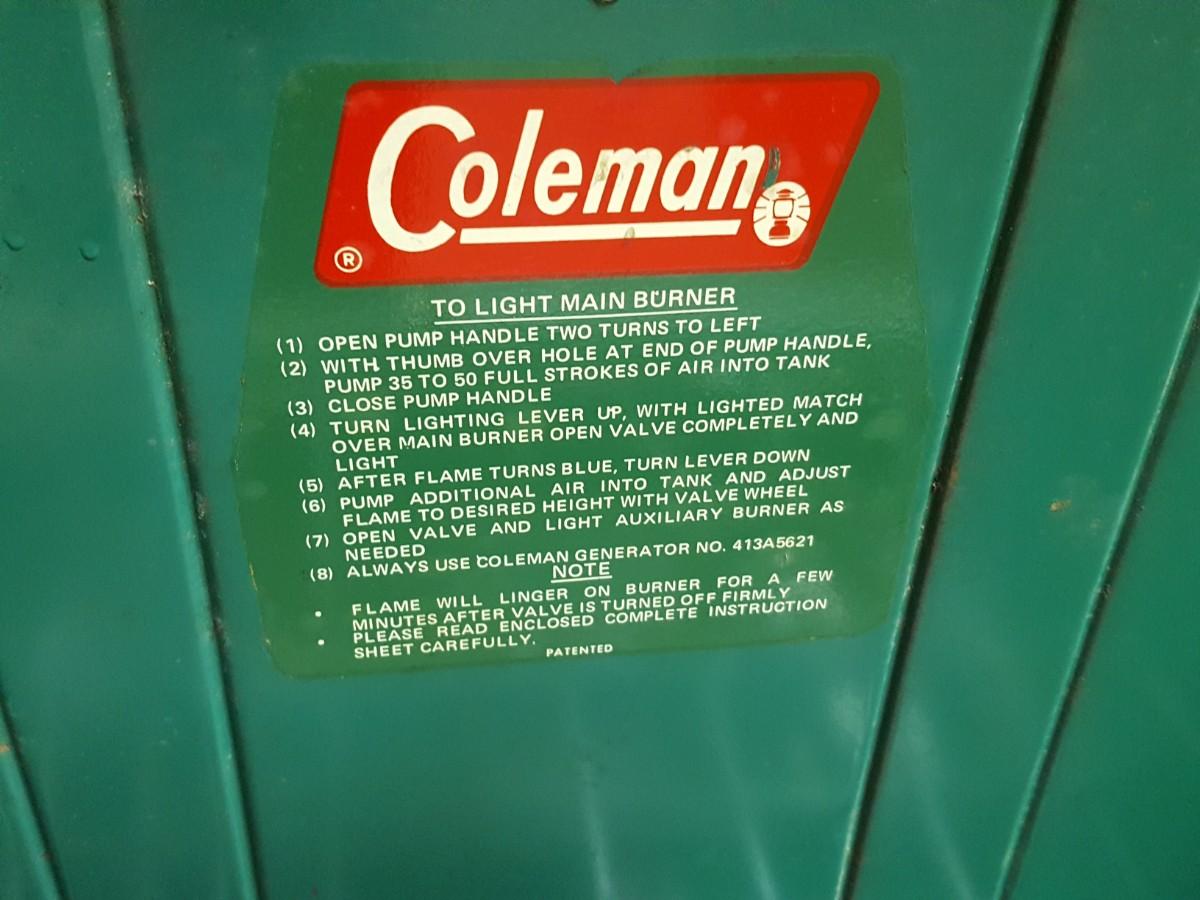 Coleman
®
TO LIGHT MAIN BURNER
(1) OPEN PUMP HANDLE TWO TURNS TO LEFT
(2) WITH THUMB OVER HOLE AT END OF PUMP HANDLE,
PUMP 35 TO 50 FULL STROKES OF AIR INTO TANK
(3) CLOSE PUMP HANDLE
(4) TURN LIGHTING LEVER UP, WITH LIGHTED MATCH
OVER MAIN BURNER OPEN VALVE COMPLETELY AND
LIGHT
(5) AFTER FLAME TURNS BLUE, TURN LEVER DOWN
(6) PUMP ADDITIONAL AIR INTO TANK AND ADJUST
FLAME TO DESIRED HEIGHT WITH VALVE WHEEL
(7) OPEN VALVE AND LIGHT AUXILIARY BURNER AS
NEEDED
(8) ALWAYS USE COLEMAN GENERATOR NO. 413A5621
NOTE
• FLAME WILL LINGER ON BURNER FOR A FEW
MINUTES AFTER VALVE IS TURNED OFF FIRMLY
• PLEASE READ ENCLOSED COMPLETE INSTRUCTION
SHEET CAREFULLY.
PATENTED